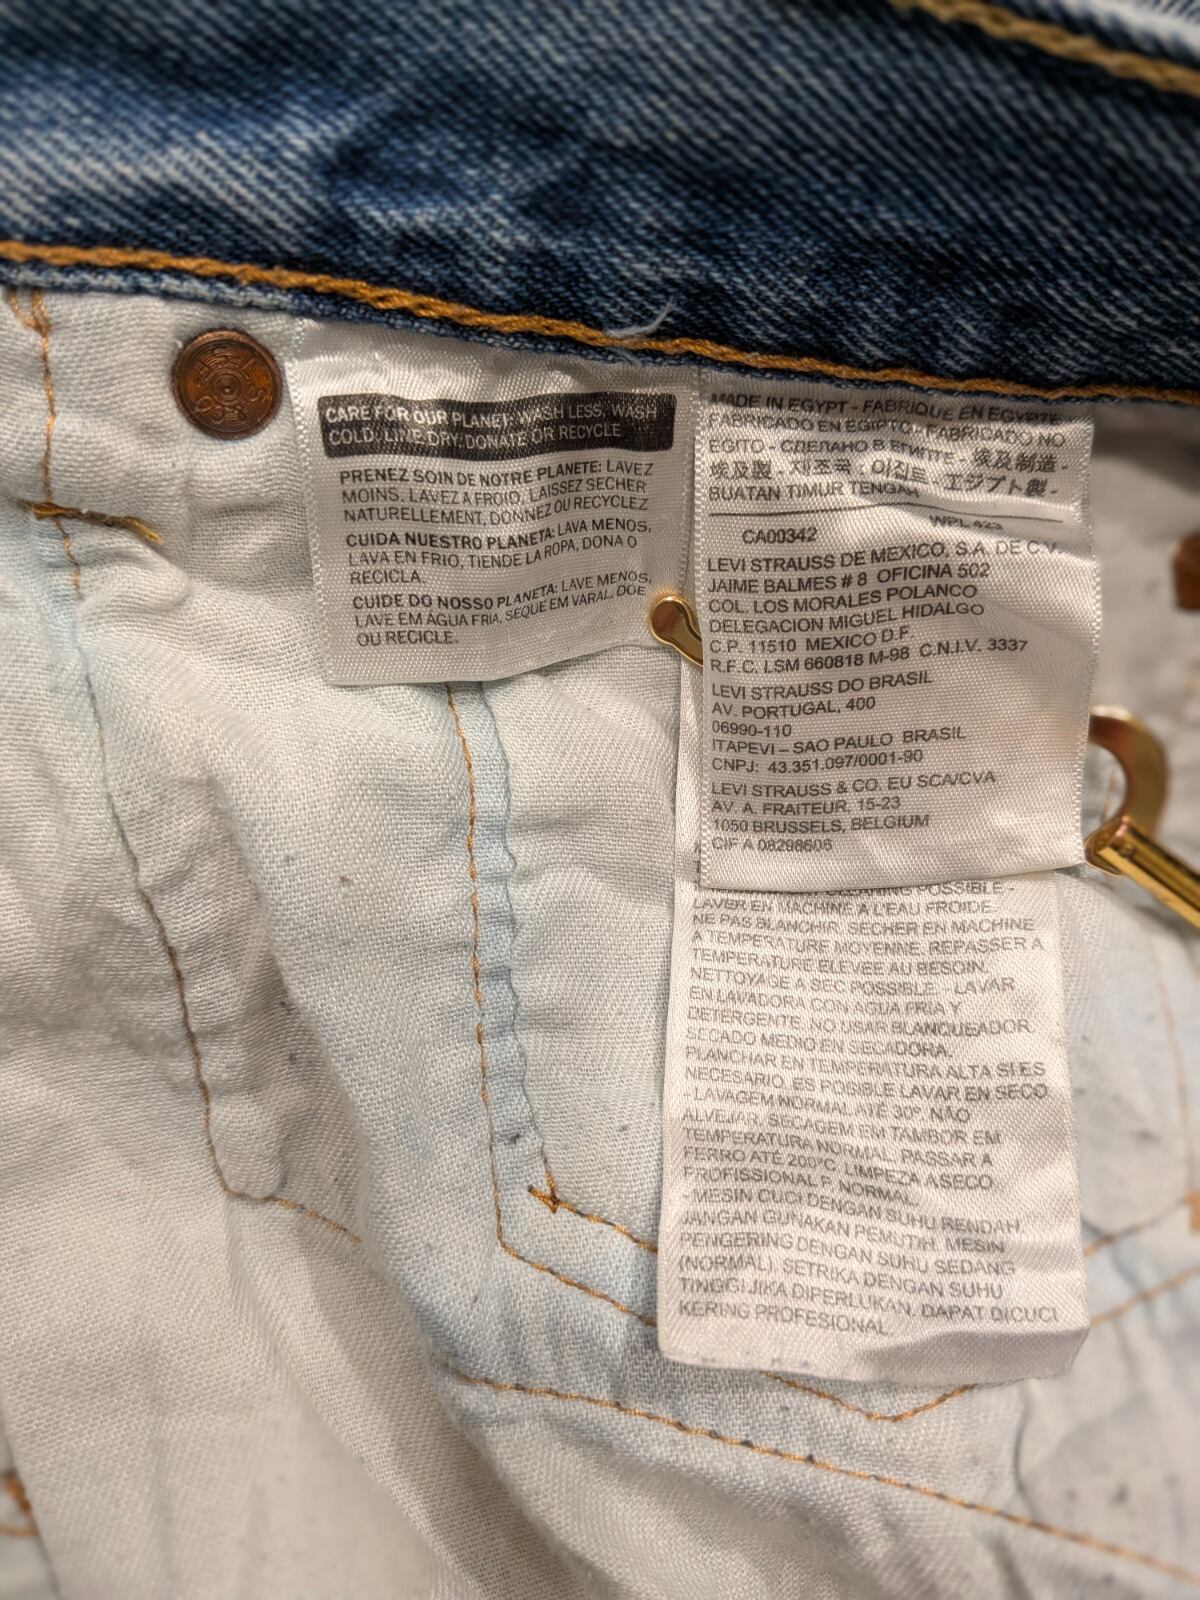 CARE FOR OUR PLANET: WASH LESS, WASH
COLD, LINE DRY, DONATE OR RECYCLE
PRENEZ SOIN DE NOTRE PLANETE: LAVEZ
MOINS, LAVEZ A FROID, LAISSEZ SECHER
NATURELLEMENT, DONNEZ OU RECYCLEZ
CUIDA NUESTRO PLANETA: LAVA MENOS,
LAVA EN FRIO, TIENDE LA ROPA, DONA O
RECICLA.
CUIDE DO NOSSO PLANETA: LAVE MENOS,
LAVE EM ÁGUA FRIA, SEQUE EM VARAL, DOE
OU RECICLE.
MADE IN EGYPT - FABRIQUE EN EGYPTE
FABRICADO EN EGIPTO - FABRICADO NO
EGITO - СДЕЛАНО В ЕГИПТЕ - 埃及制造 -
埃及製 - 제조국 : 이집트 - エジプト製 -
BUATAN TIMUR TENGAH
CA00342 WPL 423
LEVI STRAUSS DE MEXICO, S.A. DE C.V.
JAIME BALMES # 8 OFICINA 502
COL. LOS MORALES POLANCO
DELEGACION MIGUEL HIDALGO
C.P. 11510 MEXICO D.F.
R.F.C. LSM 660818 M-98 C.N.I.V. 3337
LEVI STRAUSS DO BRASIL
AV. PORTUGAL, 400
06990-110
ITAPEVI – SAO PAULO BRASIL
CNPJ: 43.351.097/0001-90
LEVI STRAUSS & CO. EU SCA/CVA
AV. A. FRAITEUR, 15-23
1050 BRUSSELS, BELGIUM
CIF A 08298606
CLEANING POSSIBLE -
LAVER EN MACHINE A L'EAU FROIDE
NE PAS BLANCHIR. SECHER EN MACHINE
A TEMPERATURE MOYENNE. REPASSER A
TEMPERATURE ELEVEE AU BESOIN.
NETTOYAGE A SEC POSSIBLE. - LAVAR
EN LAVADORA CON AGUA FRIA Y
DETERGENTE. NO USAR BLANQUEADOR
SECADO MEDIO EN SECADORA.
PLANCHAR EN TEMPERATURA ALTA SI ES
NECESARIO. ES POSIBLE LAVAR EN SECO
- LAVAGEM NORMAL ATÉ 30º. NÃO
ALVEJAR. SECAGEM EM TAMBOR EM
TEMPERATURA NORMAL. PASSAR A
FERRO ATÉ 200°C. LIMPEZA A SECO
PROFISSIONAL P, NORMAL.
- MESIN CUCI DENGAN SUHU RENDAH
JANGAN GUNAKAN PEMUTIH. MESIN
PENGERING DENGAN SUHU SEDANG
(NORMAL). SETRIKA DENGAN SUHU
TINGGI JIKA DIPERLUKAN. DAPAT DICUCI
KERING PROFESIONAL.